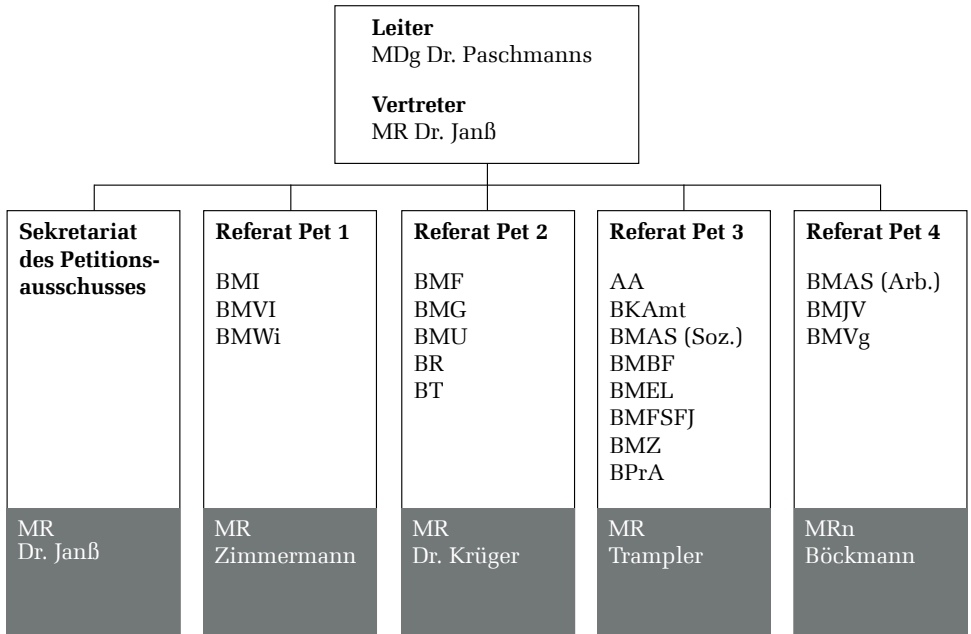 Leiter
MDg Dr. Paschmanns
Vertreter
MR Dr. Janß
Sekretariat
des Petitions-
ausschusses
MR
Dr. Janß
Referat Pet 1
BMI
BMVI
BMWi
MR
Zimmermann
Referat Pet 2
BMF
BMG
BMU
BR
BT
MR
Dr. Krüger
Referat Pet 3
AA
BKAmt
BMAS (Soz.)
BMBF
BMEL
BMFSFJ
BMZ
BPrA
MR
Trampler
Referat Pet 4
BMAS (Arb.)
BMJV
BMVg
MRn
Böckmann